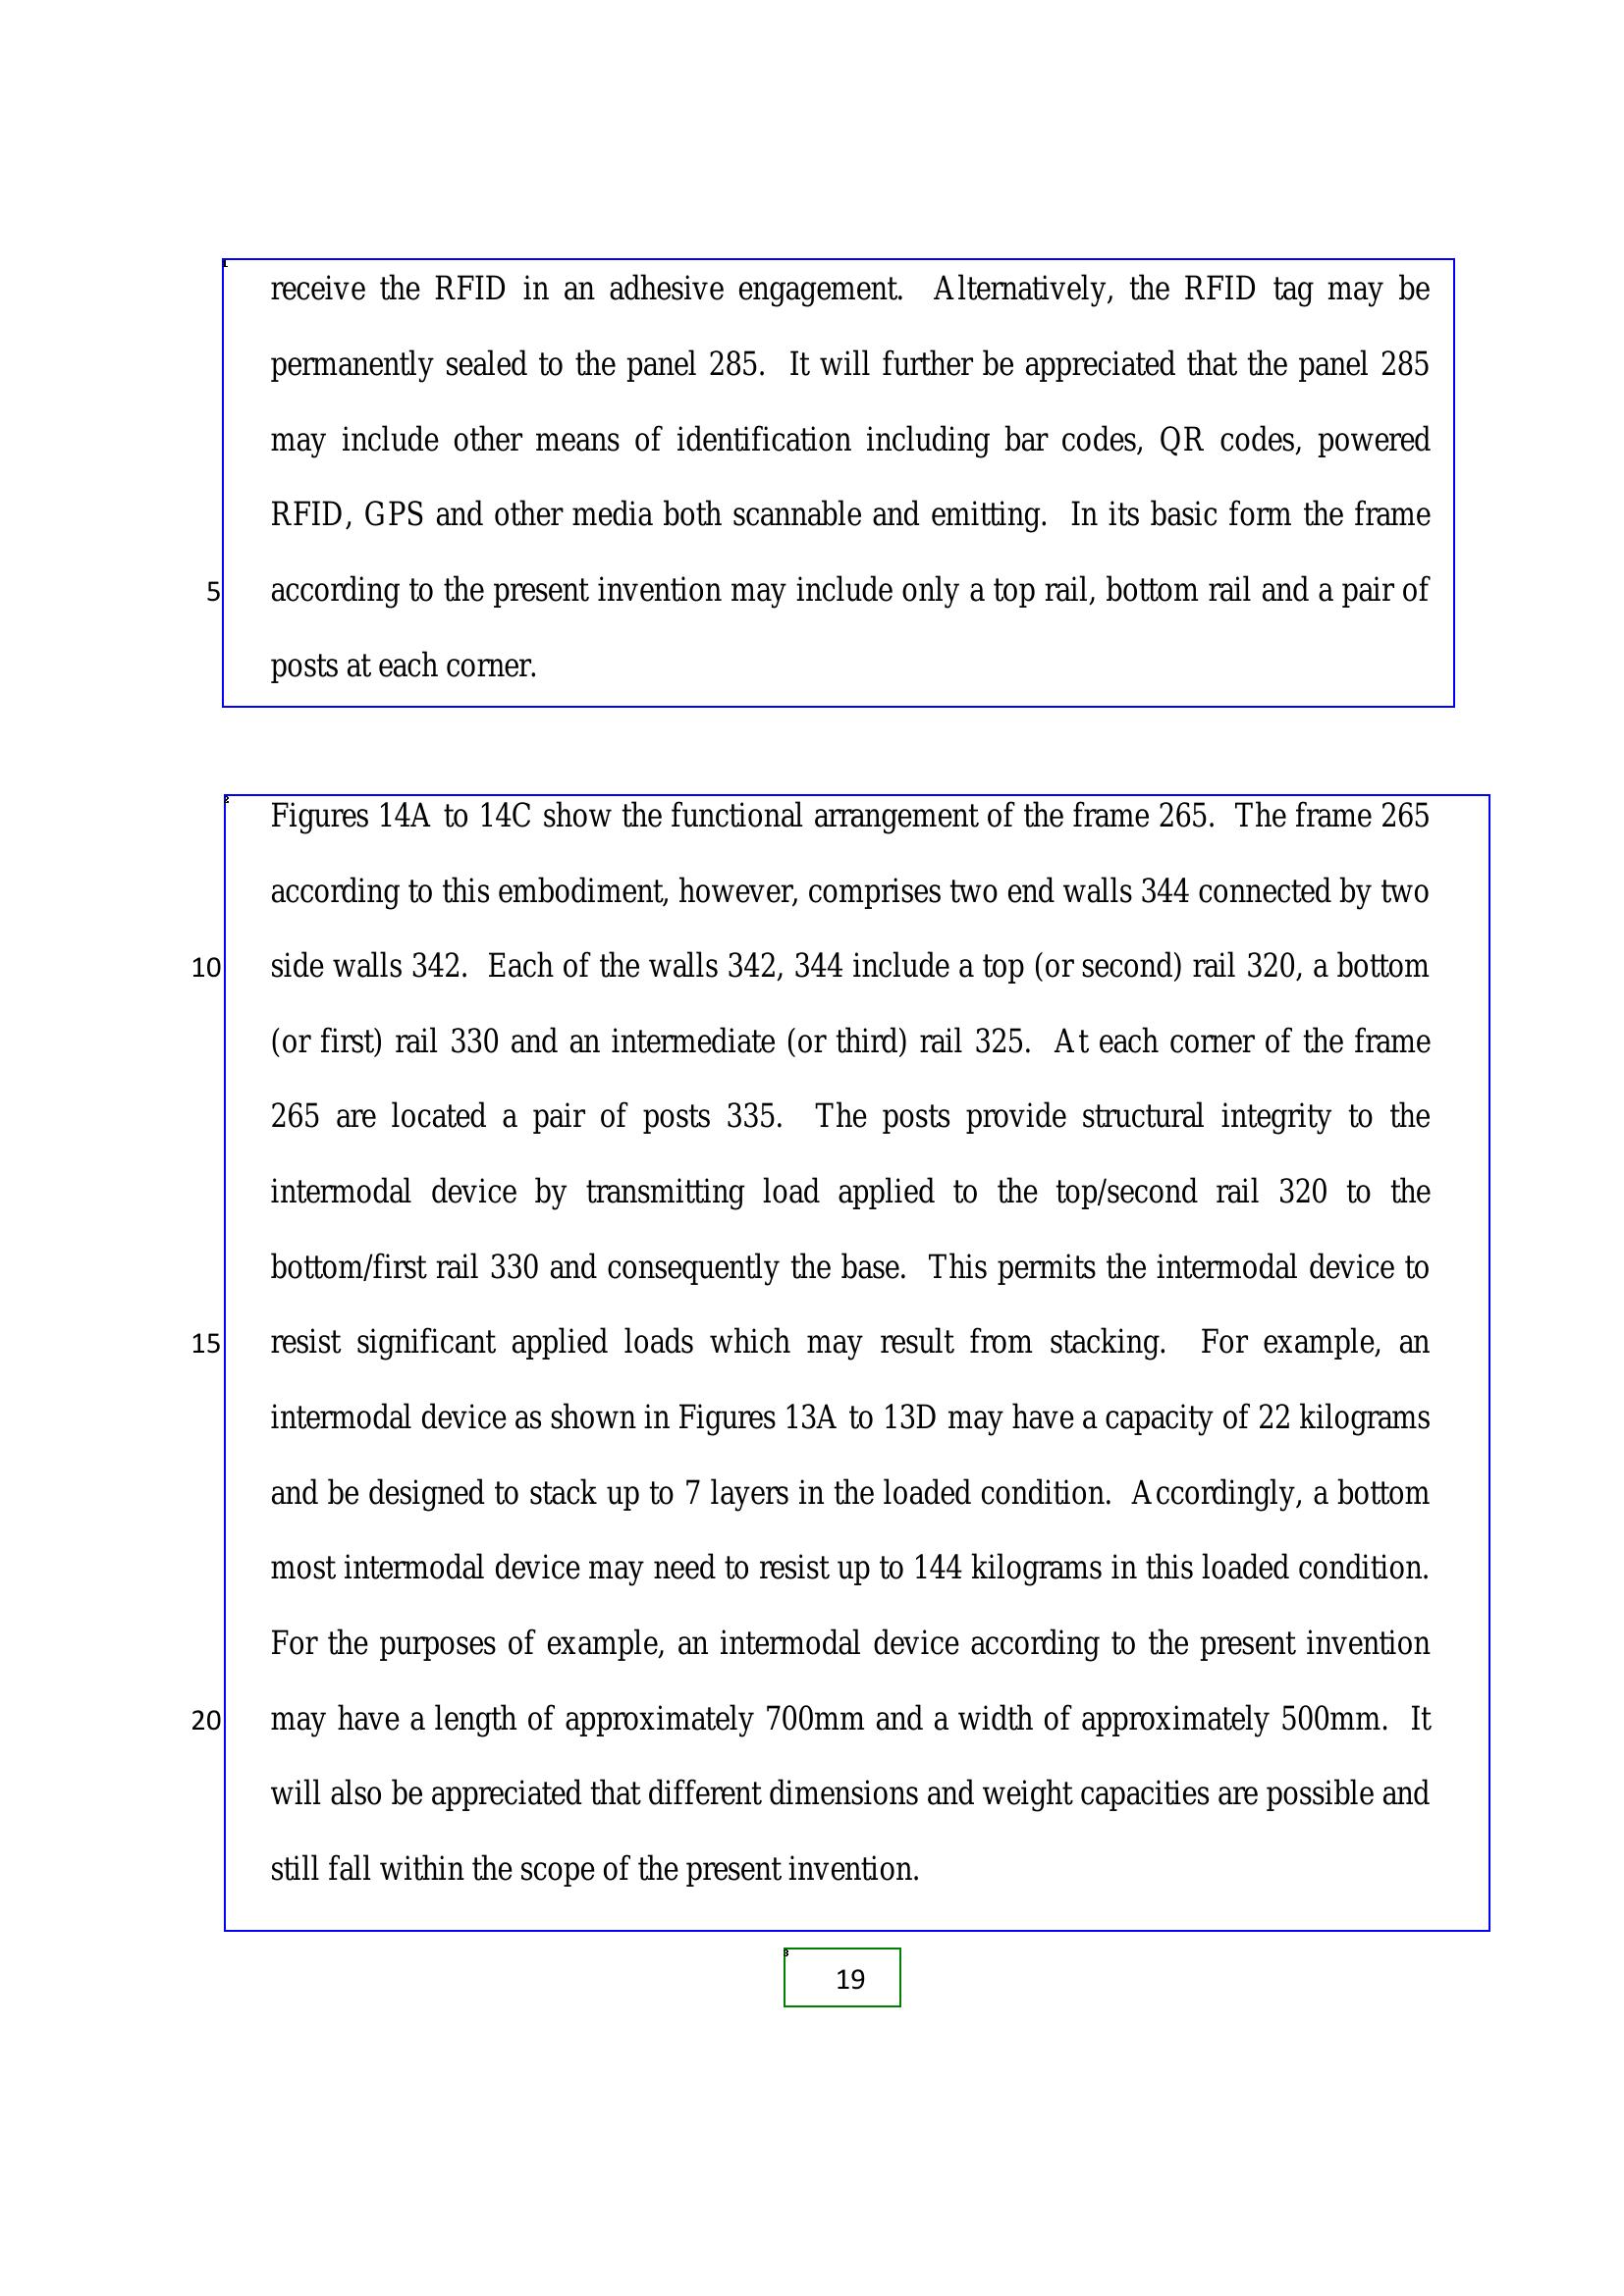 receive the RFID in an adhesive engagement.  Alternatively, the RFID tag may be
permanently sealed to the panel 285.  It will further be appreciated that the panel 285
may include other means of identification including bar codes, QR codes, powered
RFID, GPS and other media both scannable and emitting.  In its basic form the frame
5 according to the present invention may include only a top rail, bottom rail and a pair of
posts at each corner.
Figures 14A to 14C show the functional arrangement of the frame 265.  The frame 265
according to this embodiment, however, comprises two end walls 344 connected by two
10 side walls 342.  Each of the walls 342, 344 include a top (or second) rail 320, a bottom
(or first) rail 330 and an intermediate (or third) rail 325.  At each corner of the frame
265 are located a pair of posts 335.  The posts provide structural integrity to the
intermodal device by transmitting load applied to the top/second rail 320 to the
bottom/first rail 330 and consequently the base.  This permits the intermodal device to
15 resist significant applied loads which may result from stacking.  For example, an
intermodal device as shown in Figures 13A to 13D may have a capacity of 22 kilograms
and be designed to stack up to 7 layers in the loaded condition.  Accordingly, a bottom
most intermodal device may need to resist up to 144 kilograms in this loaded condition.
For the purposes of example, an intermodal device according to the present invention
20 may have a length of approximately 700mm and a width of approximately 500mm.  It
will also be appreciated that different dimensions and weight capacities are possible and
still fall within the scope of the present invention.
19